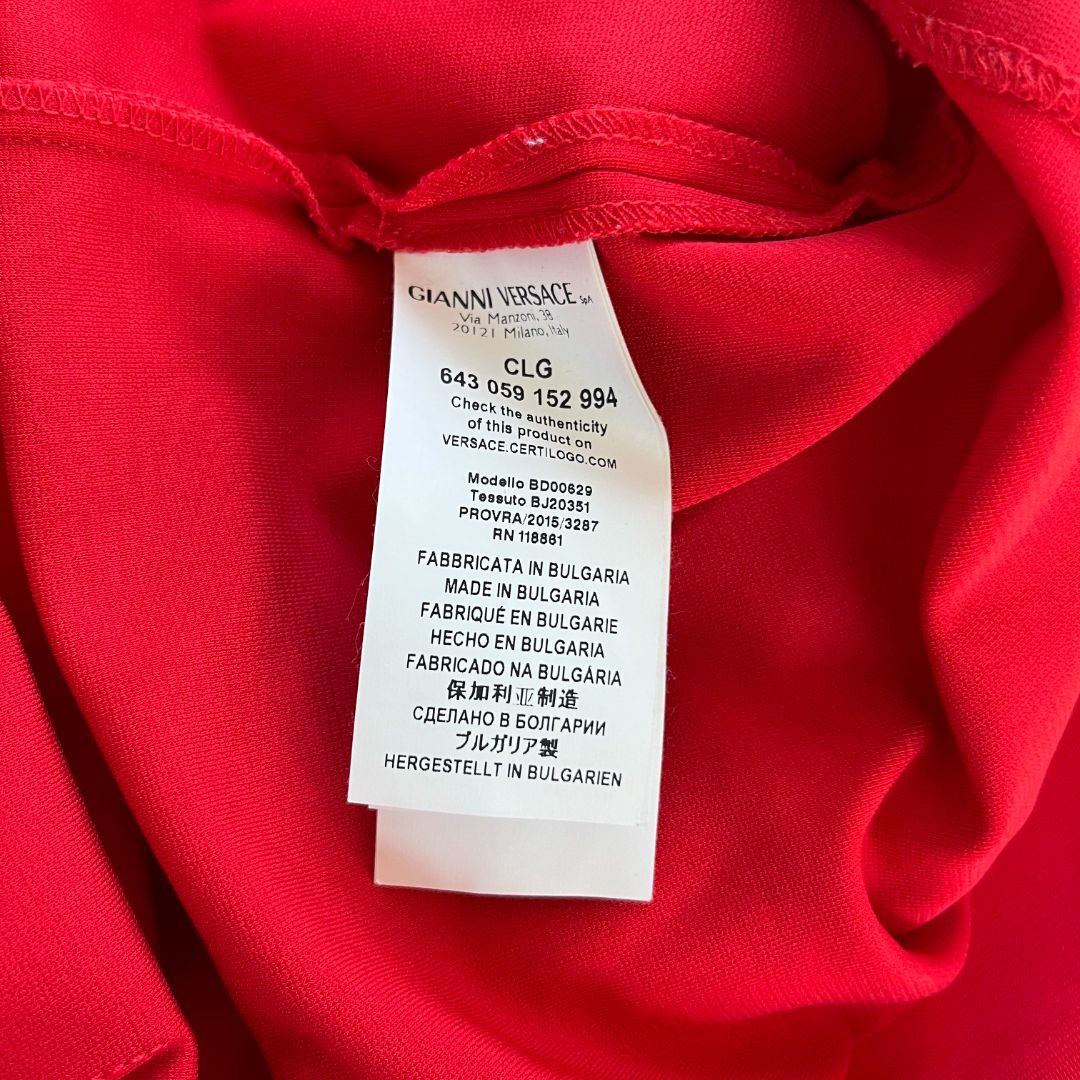 GIANNI VERSACE SpA
Via Manzoni, 38
20121 Milano, Italy
CLG
643 059 152 994
Check the authenticity
of this product on
VERSACE.CERTILOGO.COM
Modello BD00629
Tessuto BJ20351
PROVRA/2015/3287
RN 118861
FABBRICATA IN BULGARIA
MADE IN BULGARIA
FABRIQUÉ EN BULGARIE
HECHO EN BULGARIA
FABRICADO NA BULGÁRIA
保加利亚制造
СДЕЛАНО В БОЛГАРИИ
ブルガリア製
HERGESTELLT IN BULGARIEN